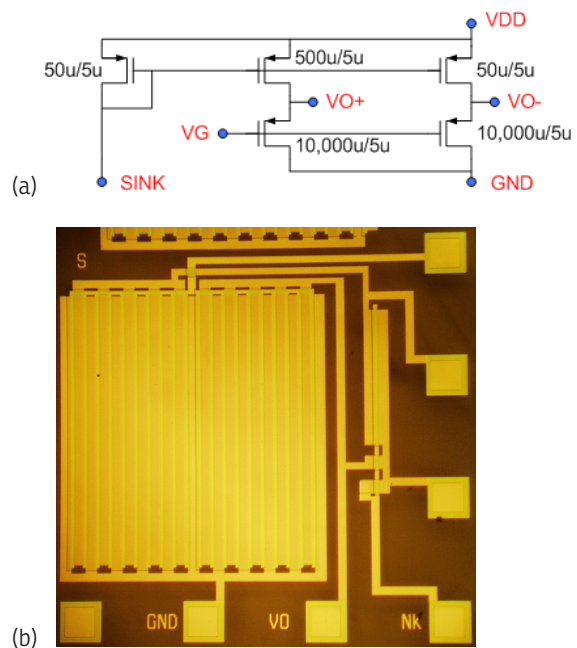 VDD
50u/5u
500u/5u
50u/5u
VO+
VO-
VG
10,000u/5u
10,000u/5u
(a)
SINK
GND
S
GND
VO
NK
(b)